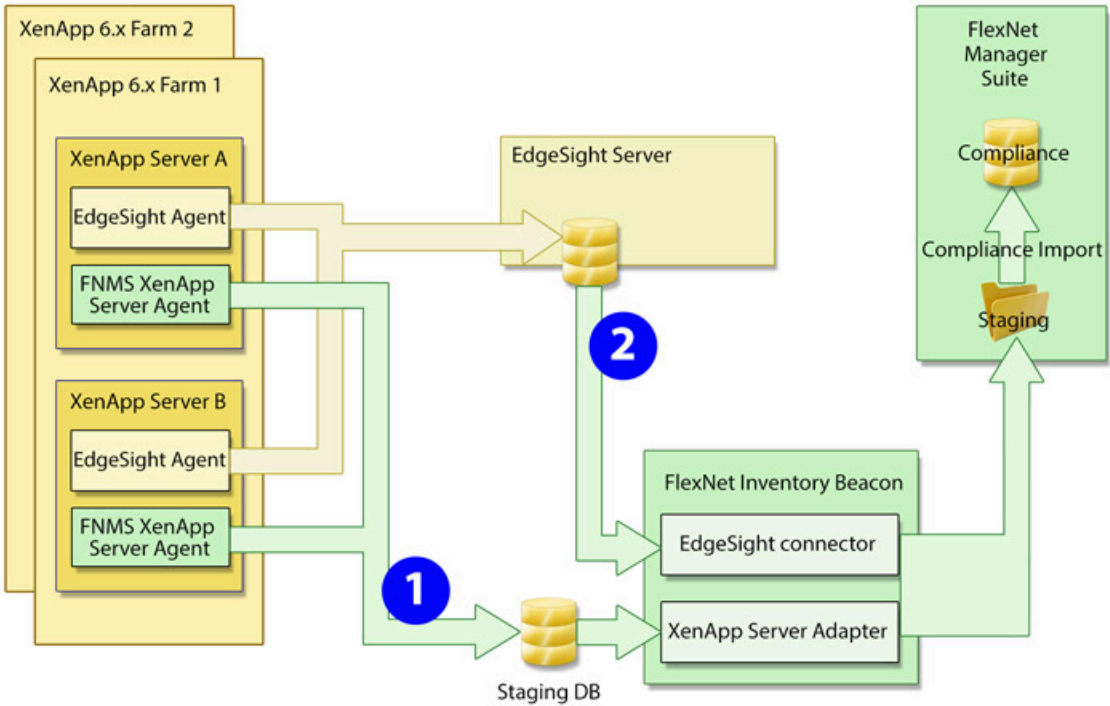 XenApp 6.x Farm 2
XenApp 6.x Farm 1
XenApp Server A
EdgeSight Agent
FNMS XenApp
Server Agent
XenApp Server B
EdgeSight Agent
FNMS XenApp
Server Agent
EdgeSight Server
2
1
Staging DB
FlexNet Inventory Beacon
EdgeSight connector
XenApp Server Adapter
FlexNet
Manager
Suite
Compliance
Compliance Import
Staging